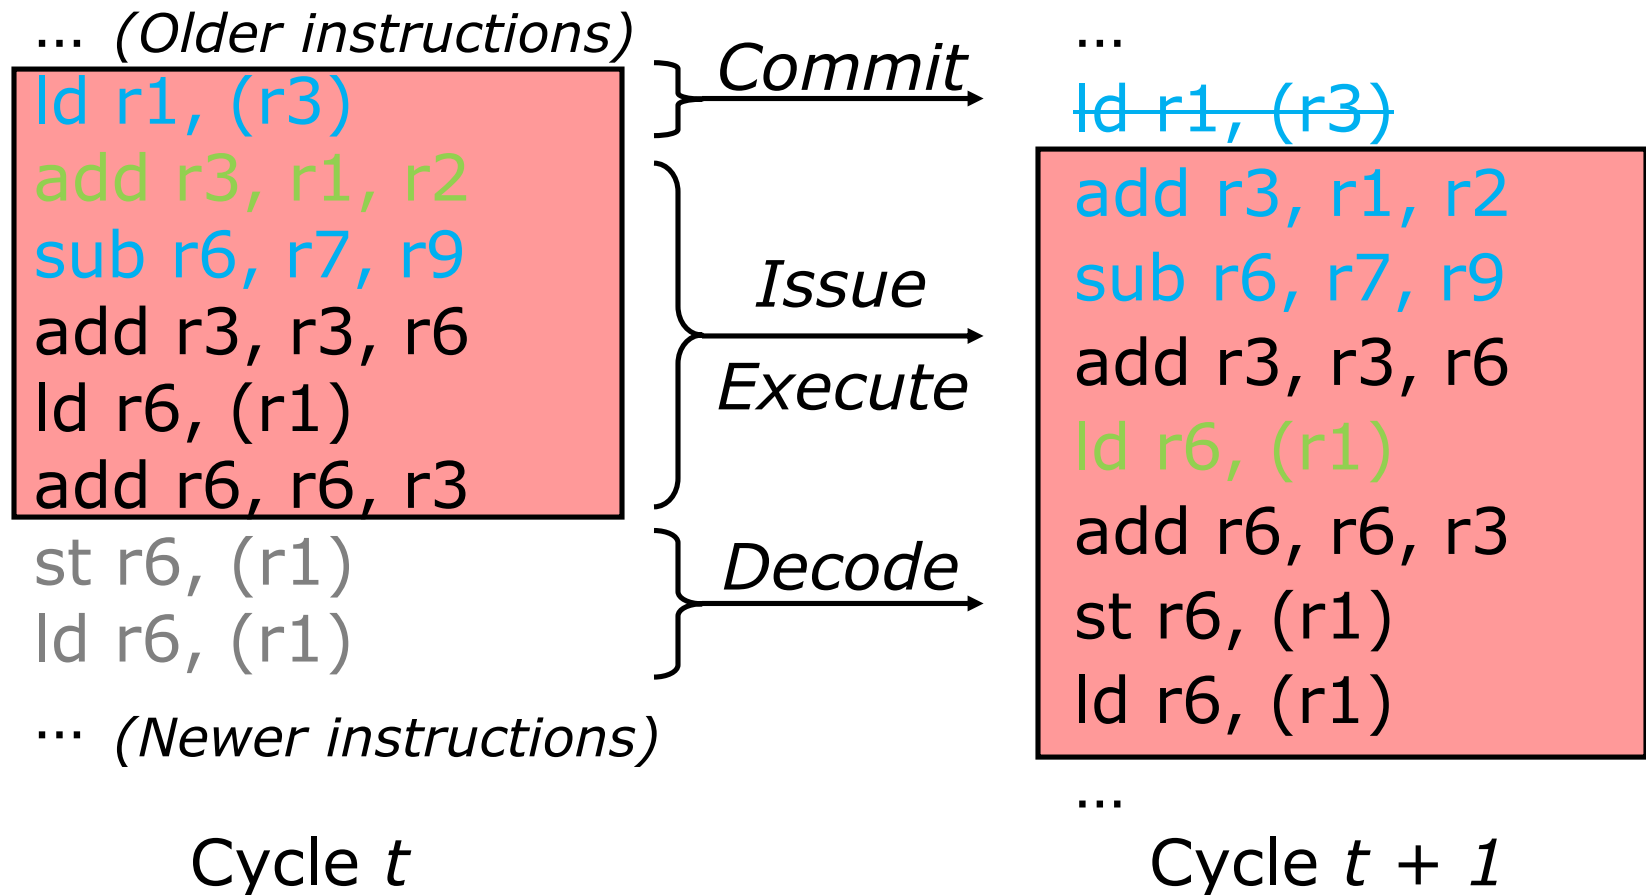 ... (Older instructions)
ld r1, (r3)
add r3, r1, r2
sub r6, r7, r9
add r3, r3, r6
ld r6, (r1)
add r6, r6, r3
st r6, (r1)
ld r6, (r1)
... (Newer instructions)
Cycle t
Commit
Issue
Execute
Decode
...
ld r1, (r3)
add r3, r1, r2
sub r6, r7, r9
add r3, r3, r6
ld r6, (r1)
add r6, r6, r3
st r6, (r1)
ld r6, (r1)
...
Cycle t + 1